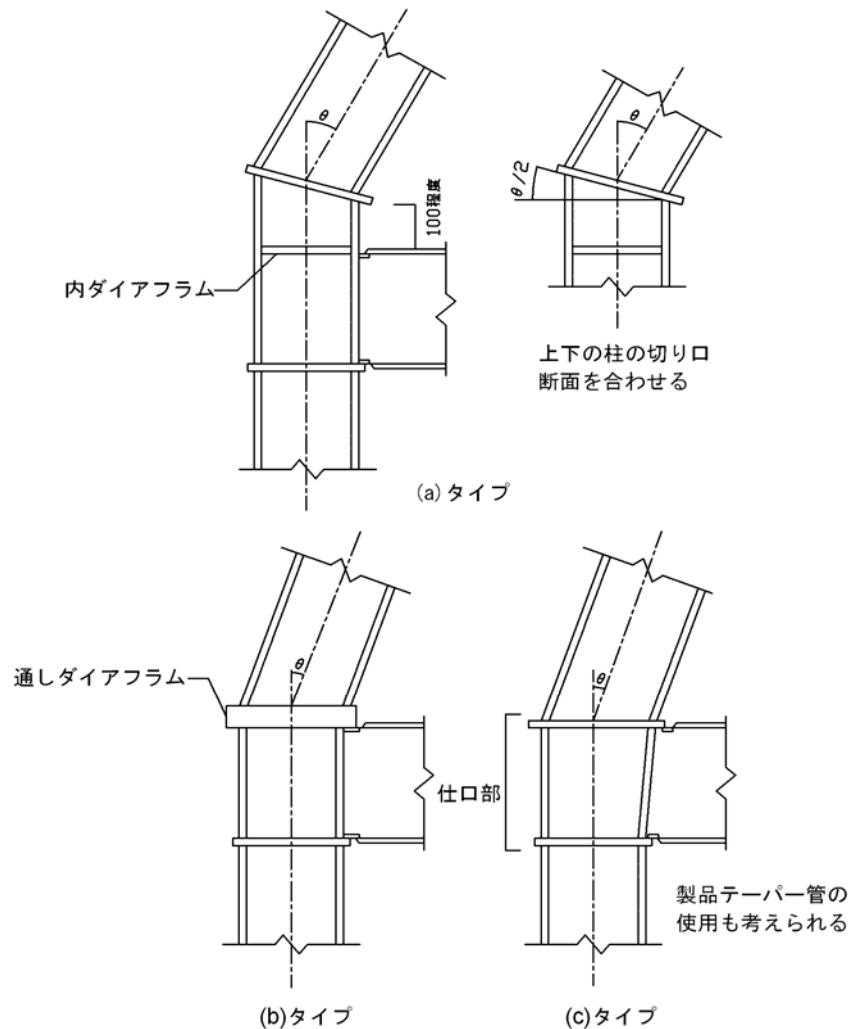 θ
θ
θ/2
100程度
内ダイアフラム
上下の柱の切り口
断面を合わせる
(a)タイプ
通しダイアフラム
θ
θ
仕口部
製品テーパー管の
使用も考えられる
(b)タイプ
(c)タイプ